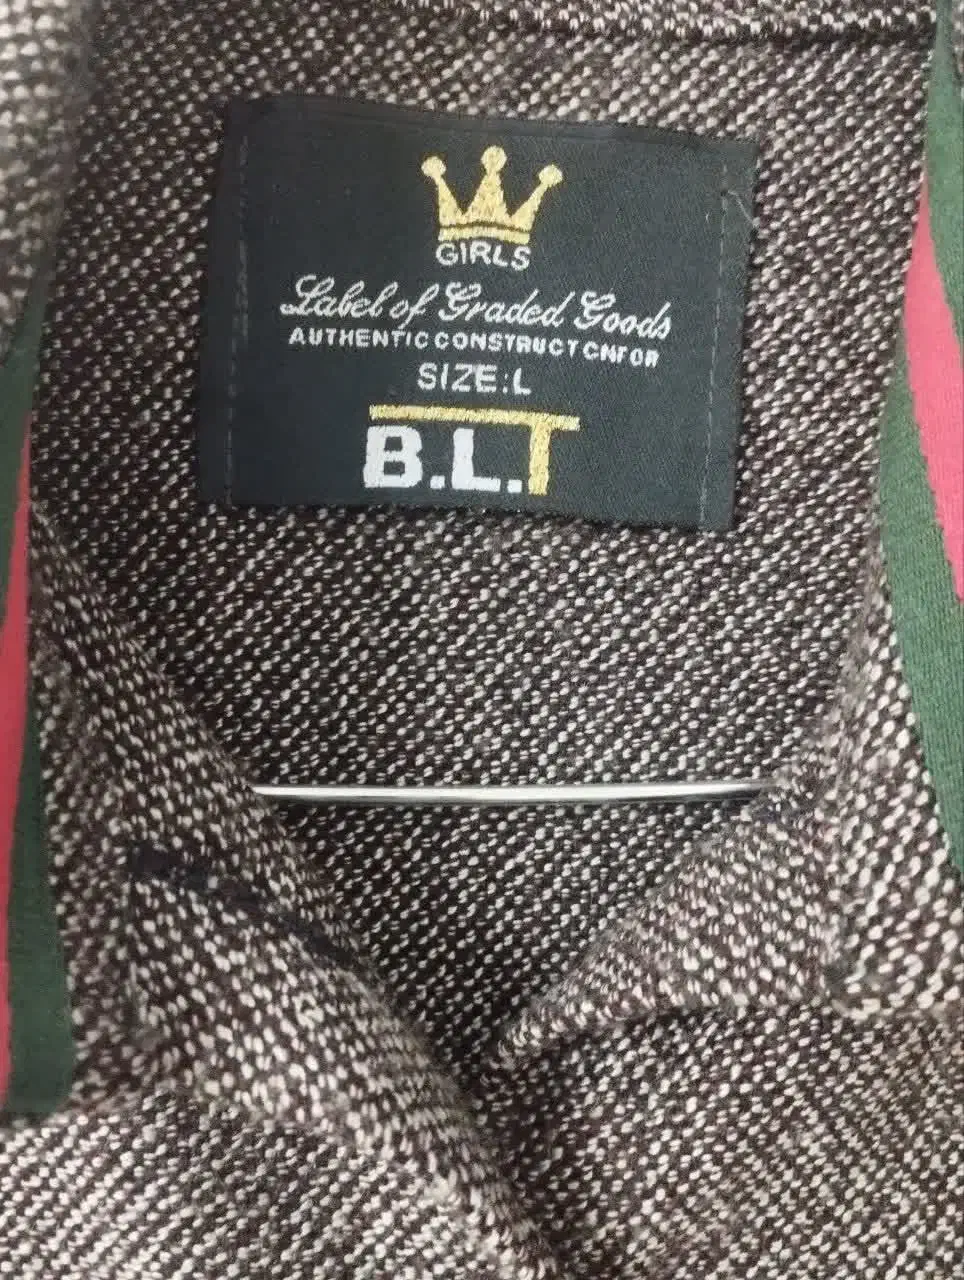 GIRLS
Label of Graded Goods
AUTHENTIC CONSTRUCT CNFOR
SIZE:L
B.L.T